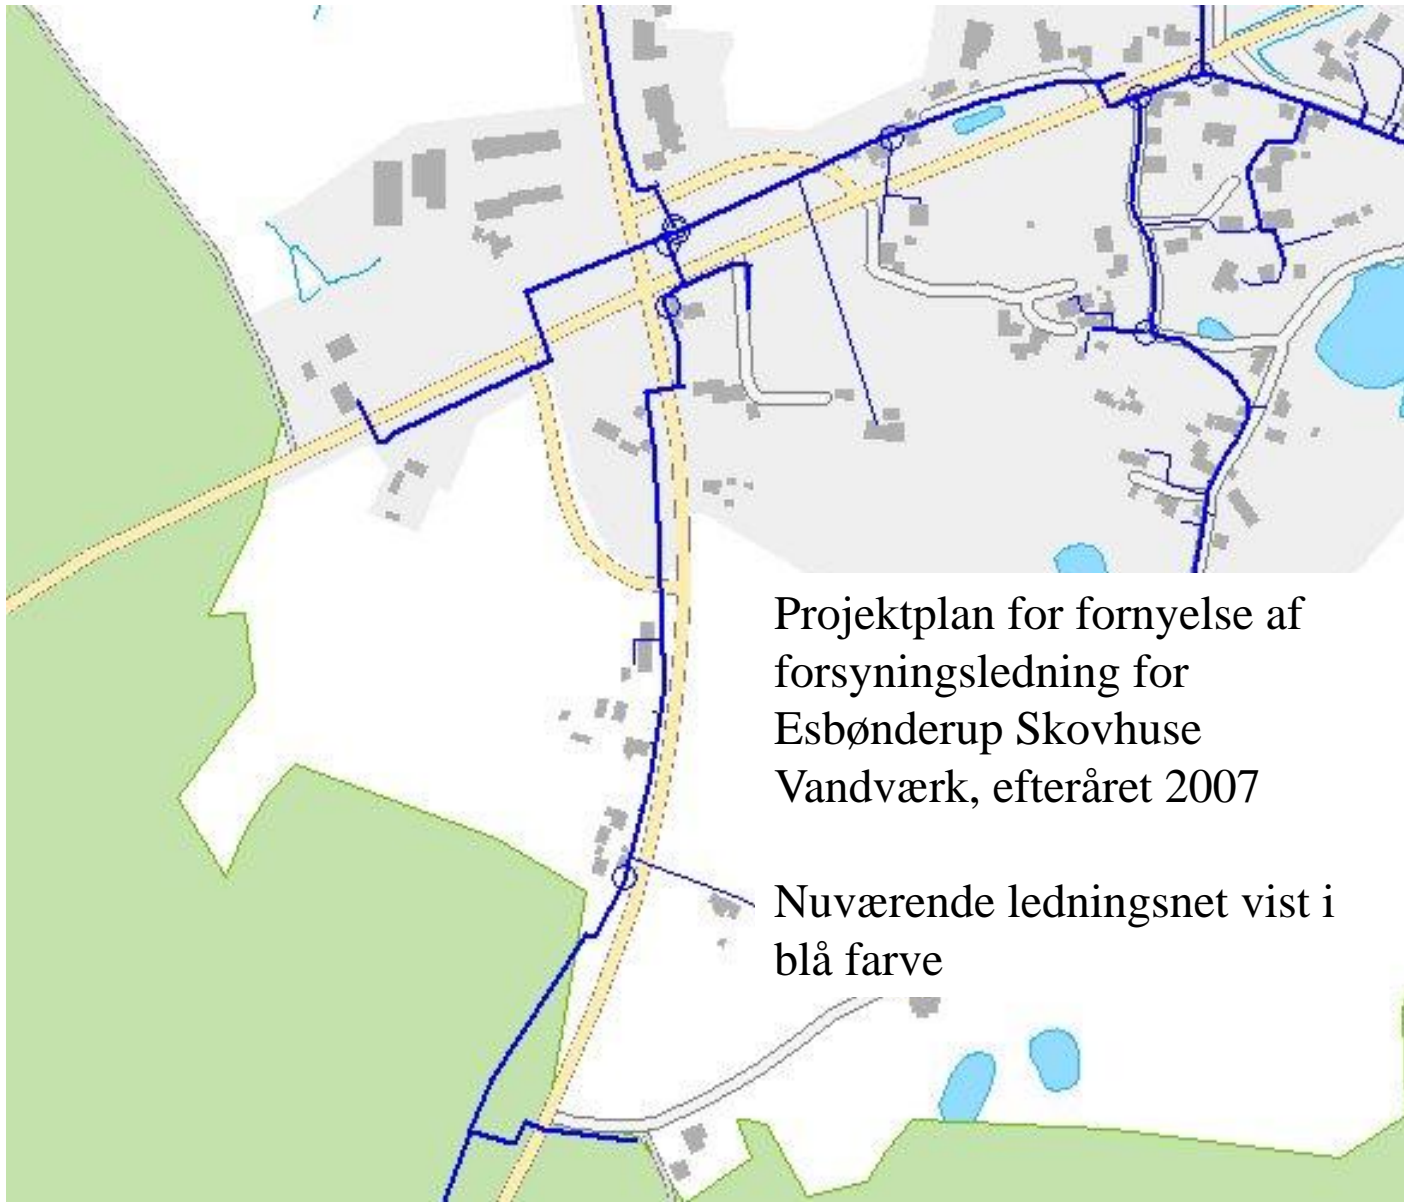 Projektplan for fornyelse af
forsyningsledning for
Esbønderup Skovhuse
Vandværk, efteråret 2007
Nuværende ledningsnet vist i
blå farve